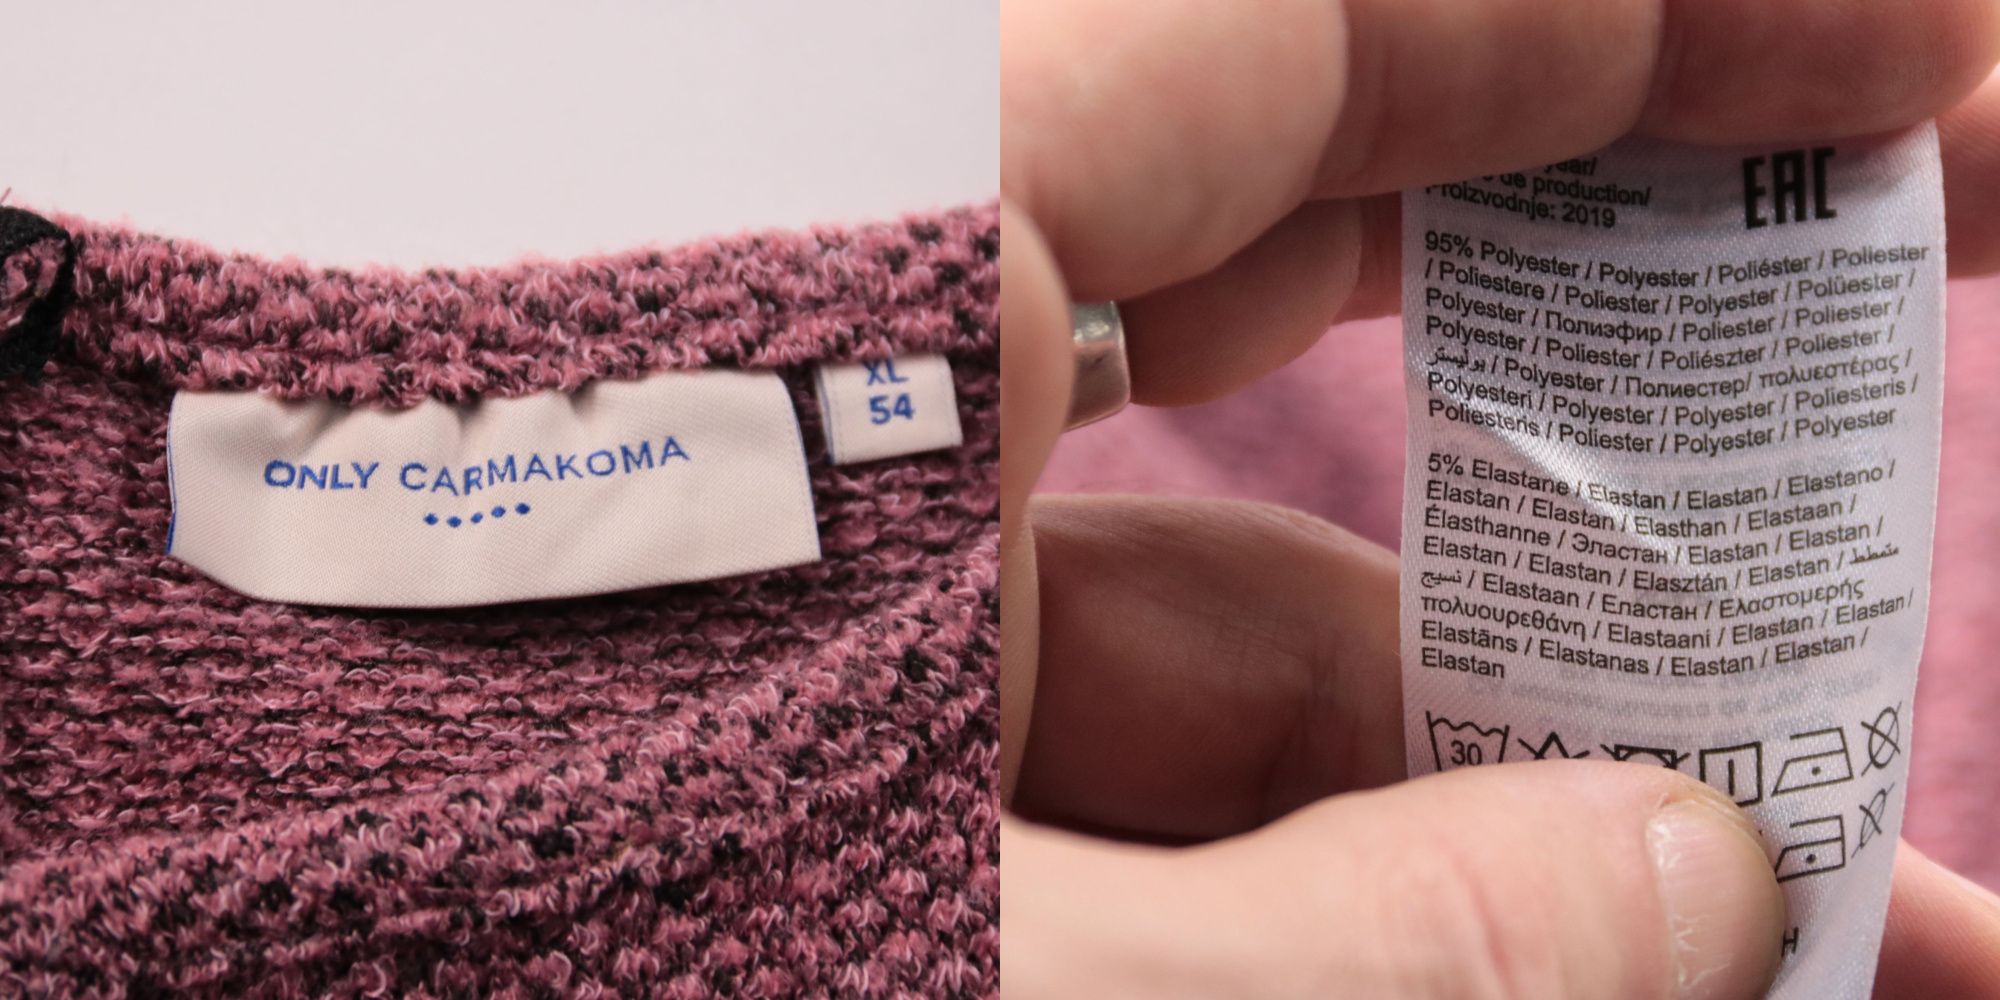 ONLY CARMAKOMA
XL
54
year/
de production/
Proizvodnje: 2019
EAC
95% Polyester / Polyester / Poliéster / Poliester
/ Poliestere / Poliester / Polyester / Polüester /
Polyester / Полиэфир / Poliester / Poliester /
Polyester / Poliester / Poliészter / Poliester /
بوليستر / Polyester / Полиестер/ πολυεστέρας /
Polyesteri / Polyester / Polyester / Poliesteris /
Poliesteris / Poliester / Polyester / Polyester
5% Elastane / Elastan / Elastan / Elastano /
Elastan / Elastan / Elasthan / Elastaan /
Élasthanne / Эластан / Elastan / Elastan /
Elastan / Elastan / Elasztán / Elastan / متمطط
نسيج / Elastaan / Еластан / Ελαστομερής
πολυουρεθάνη / Elastaani / Elastan / Elastan /
Elastāns / Elastanas / Elastan / Elastan /
Elastan
30
H